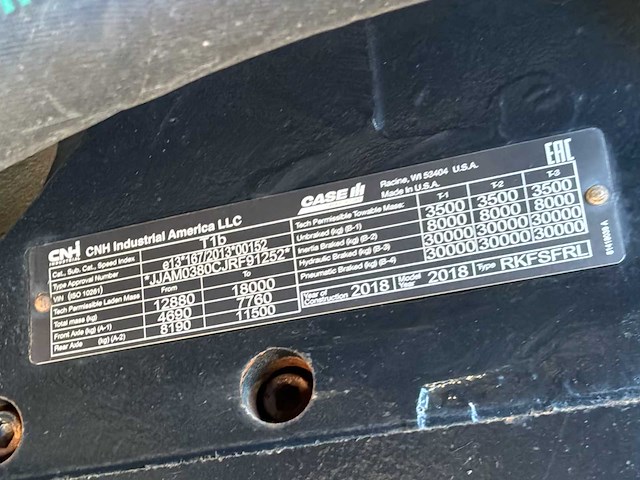 CNH INDUSTRIAL CNH Industrial America LLC
CASE IH
Racine, WI 53404 U.S.A.
Made in U.S.A.
EAC
Cat., Sub. Cat., Speed Index T1b
Type Approval Number e13*167/2013*00152
VIN (ISO 10261) *JJAM0380CJRF91252*
From To
Tech Permissible Laden Mass
Total mass (kg) 12880 18000
Front Axle (kg) (A-1) 4690 7760
Rear Axle (kg) (A-2) 8190 11500
Tech Permissible Towable Mass: T-1 T-2 T-3
Unbraked (kg) (B-1) 3500 3500 3500
Inertia Braked (kg) (B-2) 8000 8000 8000
Hydraulic Braked (kg) (B-3) 30000 30000 30000
Pneumatic Braked (kg) (B-4) 30000 30000 30000
Year of Construction 2018 Model Year 2018 Type RKFSFRL